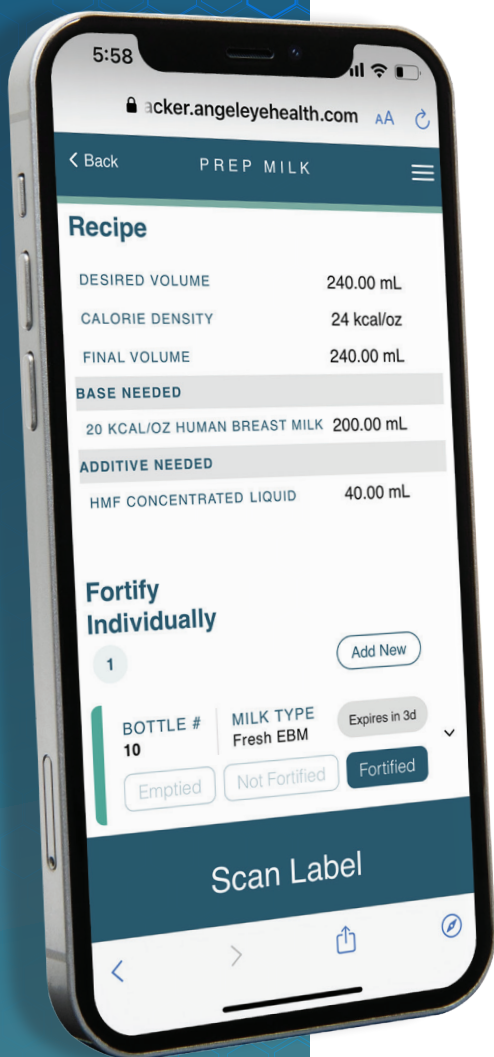 5:58
acker.angeleyehealth.com AA
Back PREP MILK
Recipe
DESIRED VOLUME 240.00 mL
CALORIE DENSITY 24 kcal/oz
FINAL VOLUME 240.00 mL
BASE NEEDED
20 KCAL/OZ HUMAN BREAST MILK 200.00 mL
ADDITIVE NEEDED
HMF CONCENTRATED LIQUID 40.00 mL
Fortify
Individually
1 Add New
BOTTLE # MILK TYPE Expires in 3d
10 Fresh EBM
Emptied Not Fortified Fortified
Scan Label